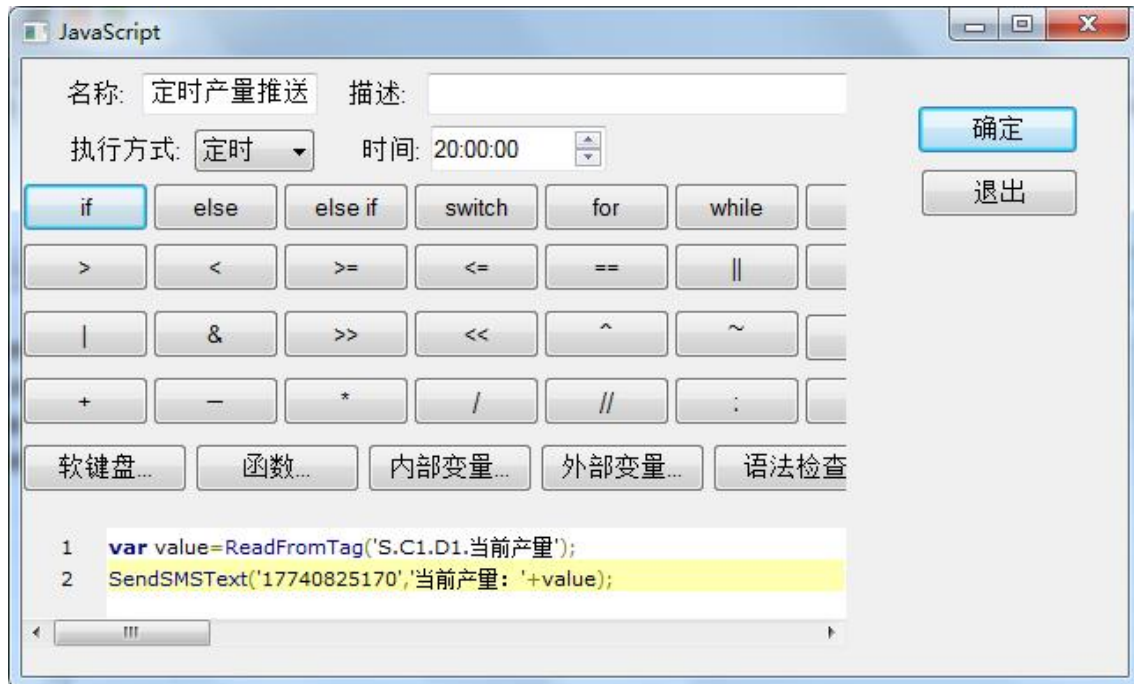 JavaScript
名称: 定时产量推送 描述:
执行方式: 定时 时间: 20:00:00
确定
退出
if else else if switch for while
> < >= <= == ||
| & >> << ^ ~
+ — * / // :
软键盘... 函数... 内部变量... 外部变量... 语法检查
1 var value=ReadFromTag('S.C1.D1.当前产量');
2 SendSMSText('17740825170','当前产量：'+value);